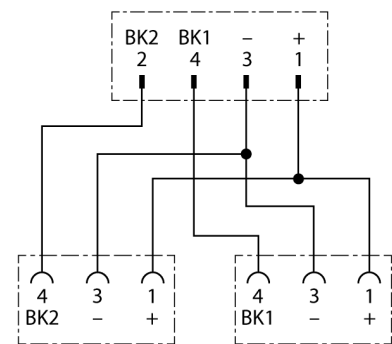 BK2 BK1 – +
2 4 3 1
4 3 1 4 3 1
BK2 – + BK1 – +